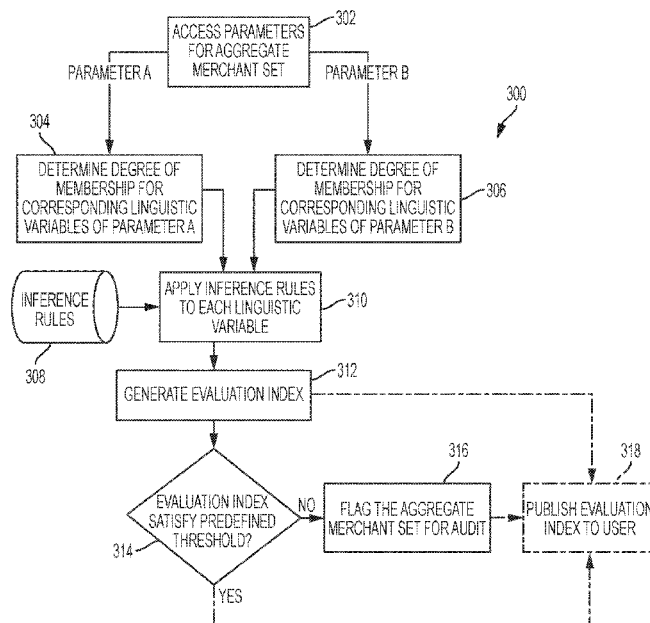 302
ACCESS PARAMETERS
FOR AGGREGATE
MERCHANT SET
PARAMETER A
PARAMETER B
300
304
DETERMINE DEGREE OF
MEMBERSHIP FOR
CORRESPONDING LINGUISTIC
VARIABLES OF PARAMETER A
DETERMINE DEGREE OF
MEMBERSHIP FOR
CORRESPONDING LINGUISTIC
VARIABLES OF PARAMETER B
306
INFERENCE
RULES
308
APPLY INFERENCE RULES
TO EACH LINGUISTIC
VARIABLE
310
312
GENERATE EVALUATION INDEX
EVALUATION INDEX
SATISFY PREDEFINED
THRESHOLD?
314
NO
YES
316
FLAG THE AGGREGATE
MERCHANT SET FOR AUDIT
318
PUBLISH EVALUATION
INDEX TO USER